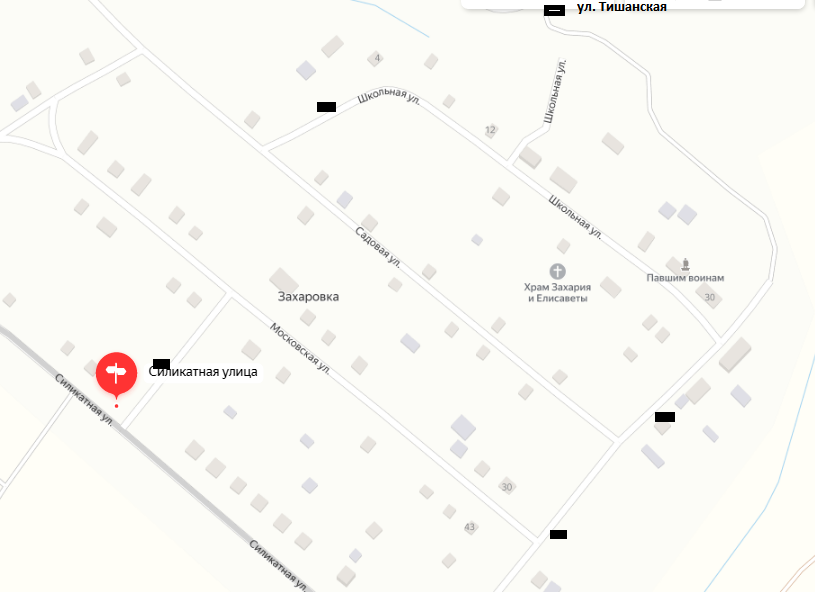 ул. Тишанская
4
Школьная ул.
Школьная ул.
12
Школьная ул.
Садовая ул.
Храм Захария
и Елисаветы
Павшим воинам
30
Захаровка
Московская ул.
Силикатная улица
Силикатная ул.
30
43
Силикатная ул.